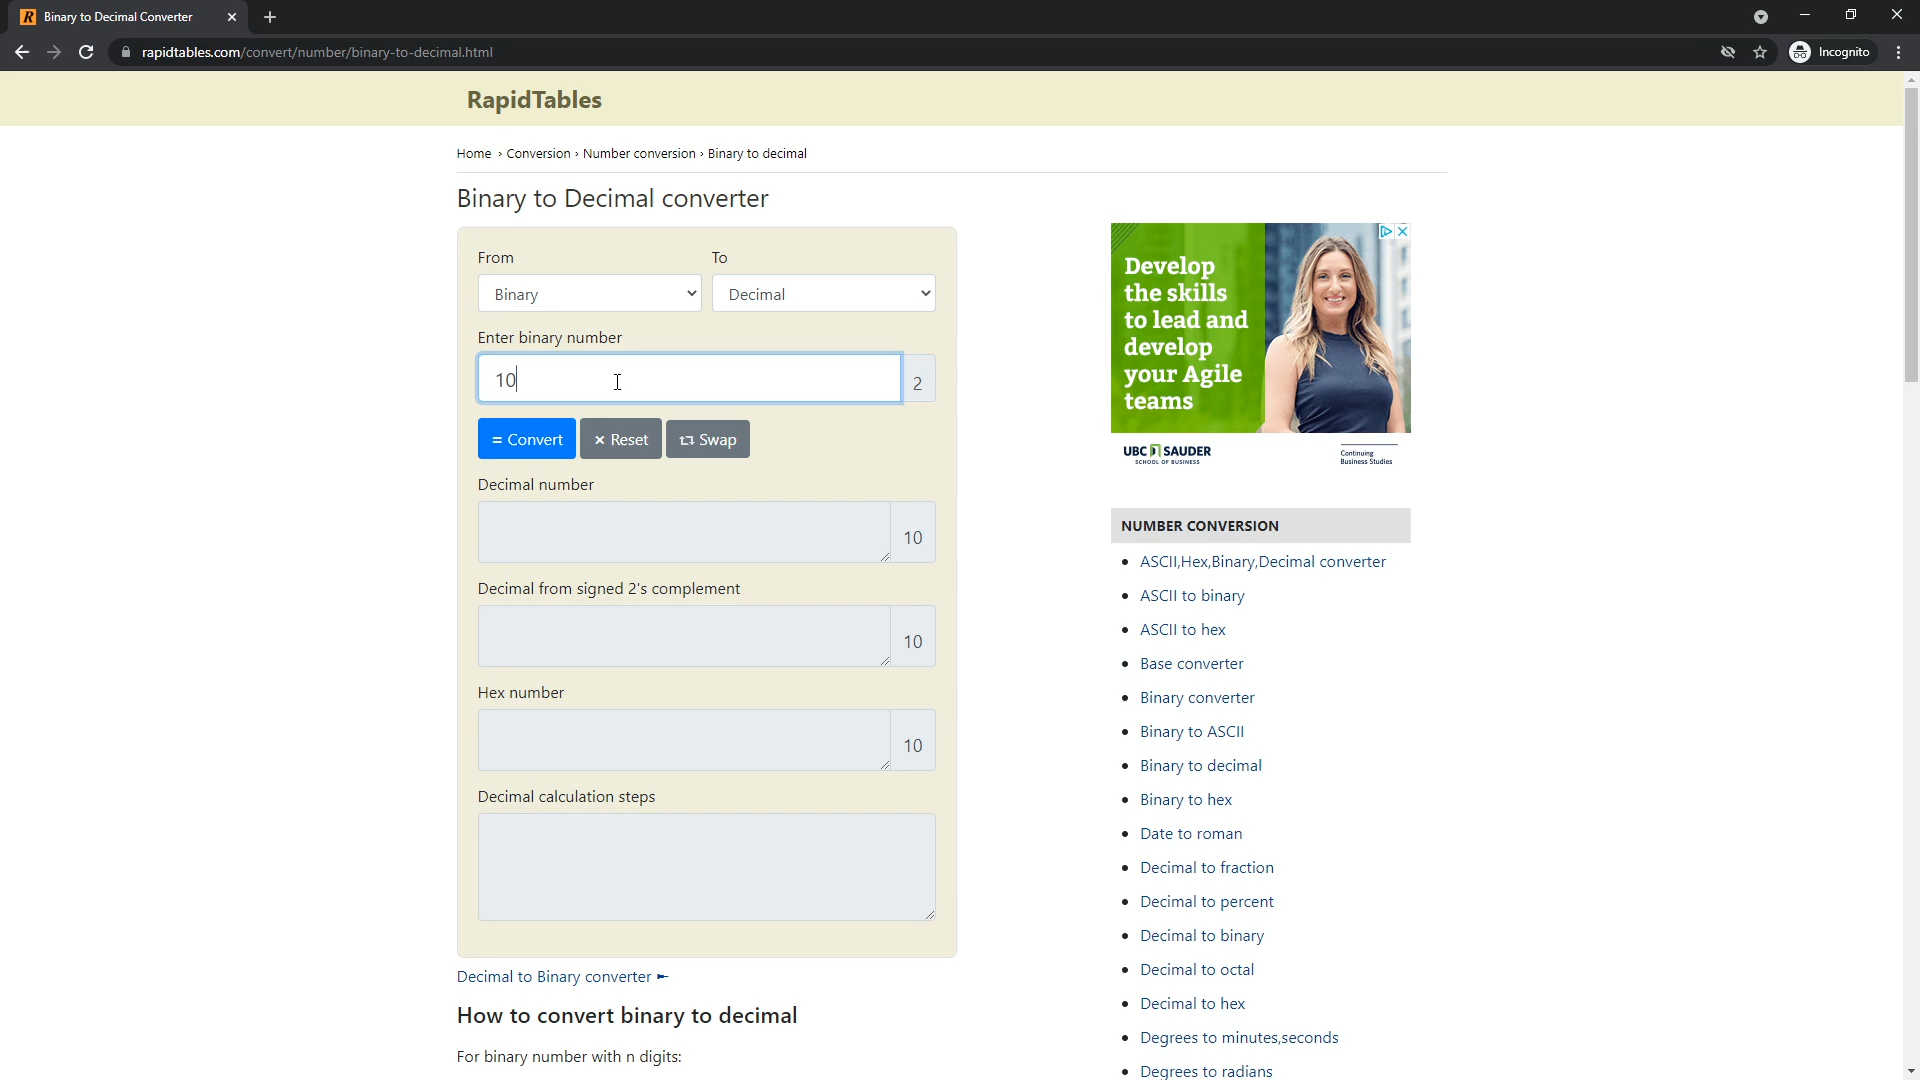 Binary to Decimal Converter
rapidtables.com/convert/number/binary-to-decimal.html
Incognito
RapidTables
Home › Conversion › Number conversion › Binary to decimal
Binary to Decimal converter
From To
Binary Decimal
Enter binary number
10 2
= Convert × Reset Swap
Decimal number
10
Decimal from signed 2's complement
10
Hex number
10
Decimal calculation steps
Decimal to Binary converter ►
How to convert binary to decimal
For binary number with n digits:
Develop
the skills
to lead and
develop
your Agile
teams
UBC SAUDER
SCHOOL OF BUSINESS
Continuing
Business Studies
NUMBER CONVERSION
• ASCII,Hex,Binary,Decimal converter
• ASCII to binary
• ASCII to hex
• Base converter
• Binary converter
• Binary to ASCII
• Binary to decimal
• Binary to hex
• Date to roman
• Decimal to fraction
• Decimal to percent
• Decimal to binary
• Decimal to octal
• Decimal to hex
• Degrees to minutes,seconds
• Degrees to radians